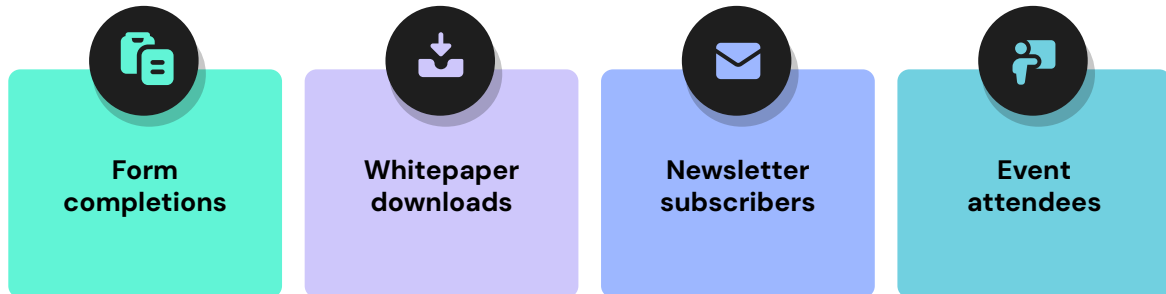 Form
completions
Whitepaper
downloads
Newsletter
subscribers
Event
attendees